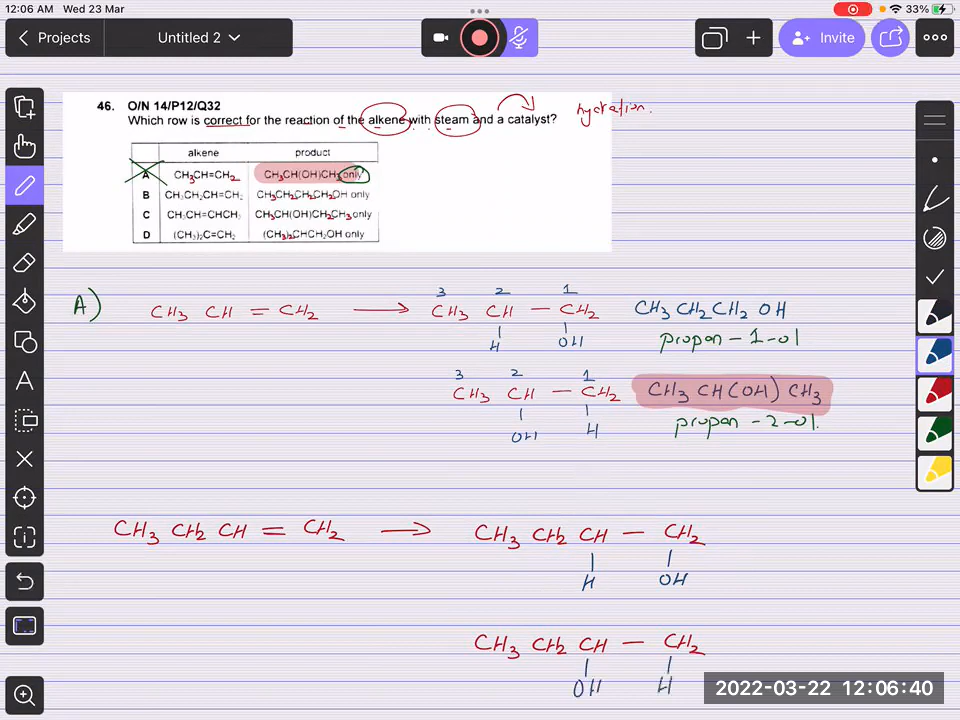 12:06 AM Wed 23 Mar
33%
Projects
Untitled 2
Invite
46. O/N 14/P12/Q32
Which row is correct for the reaction of the alkene with steam and a catalyst?
hydration.
alkene product
A CH3CH=CH2 CH3CH(OH)CH3 only
B CH3CH2CH=CH2 CH3CH2CH2CH2OH only
C CH3CH=CHCH3 CH3CH(OH)CH2CH3 only
D (CH3)2C=CH2 (CH3)2CHCH2OH only
3 2 1
A) CH3 CH = CH2 → CH3 CH — CH2 CH3 CH2 CH2 OH
H OH propan - 1 - ol
3 2 1
CH3 CH — CH2 CH3 CH (OH) CH3
OH H propan - 2 - ol.
CH3 CH2 CH = CH2 → CH3 CH2 CH — CH2
H OH
CH3 CH2 CH — CH2
OH H
2022-03-22 12:06:40